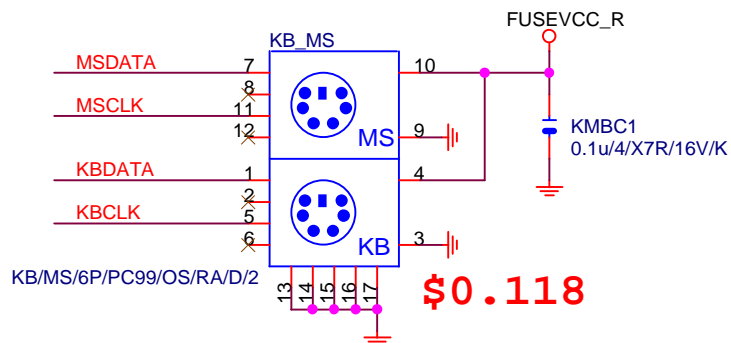 FUSEVCC_R
KB_MS
MSDATA 7 10
8
MSCLK 11 KMBC1
12 MS 9 0.1u/4/X7R/16V/K
KBDATA 1 4
2
KBCLK 5
6 KB 3
KB/MS/6P/PC99/OS/RA/D/2 $0.118
13 14 15 16 17